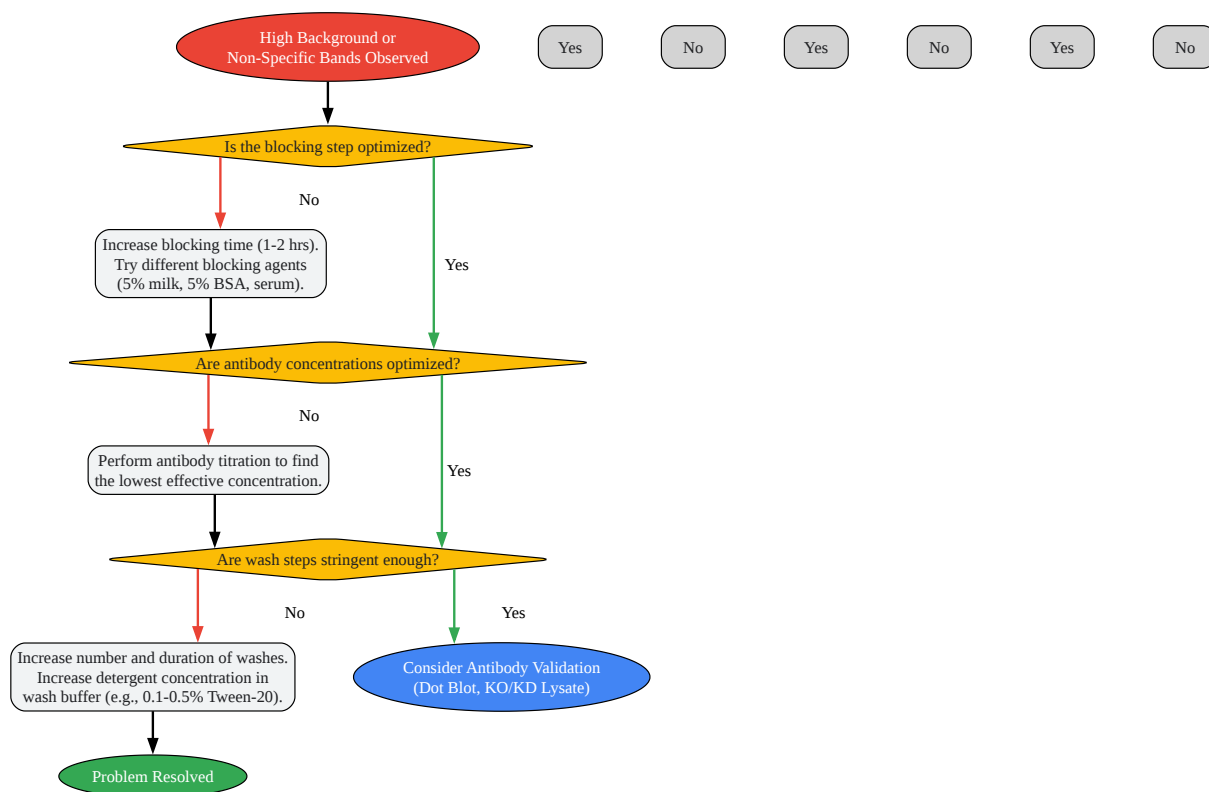 High Background or
Non-Specific Bands Observed
Yes
No
Yes
No
Yes
No
Is the blocking step optimized?
No
Increase blocking time (1-2 hrs).
Try different blocking agents
(5% milk, 5% BSA, serum).
Yes
Are antibody concentrations optimized?
No
Perform antibody titration to find
the lowest effective concentration.
Yes
Are wash steps stringent enough?
No
Yes
Increase number and duration of washes.
Increase detergent concentration in
wash buffer (e.g., 0.1-0.5% Tween-20).
Consider Antibody Validation
(Dot Blot, KO/KD Lysate)
Problem Resolved